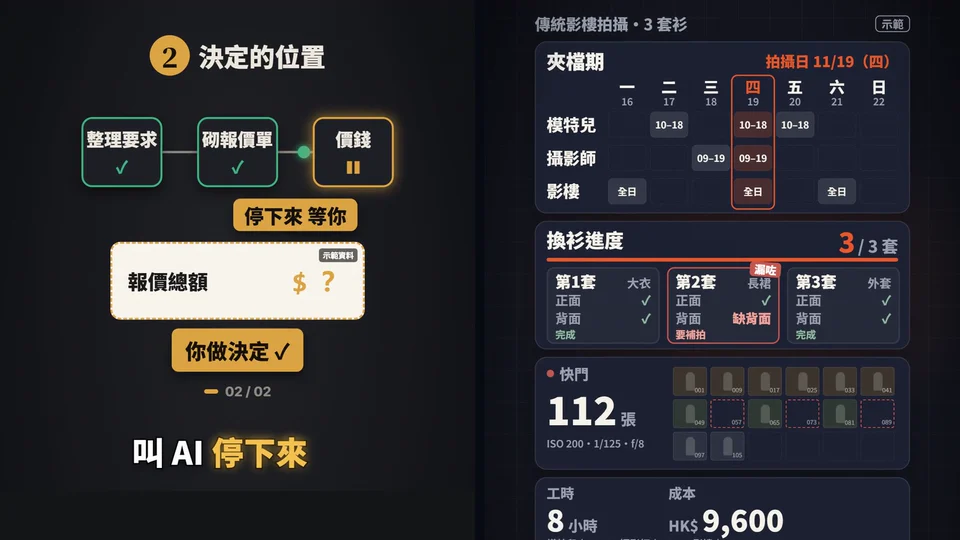 2 決定的位置
整理要求
砌報價單
價錢
✓
✓
停下來 等你
示範資料
報價總額 $ ?
你做決定 ✓
02 / 02
叫 AI 停下來
傳統影樓拍攝・3 套衫
示範
夾檔期
拍攝日 11/19（四）
一 二 三 四 五 六 日
16 17 18 19 20 21 22
模特兒 10–18 10–18 10–18
攝影師 09–19 09–19
影樓 全日 全日 全日
換衫進度
3 / 3 套
漏咗
第1套 大衣
正面 ✓
背面 ✓
完成
第2套 長裙
正面 ✓
背面 缺背面
要補拍
第3套 外套
正面 ✓
背面 ✓
完成
快門
112 張
ISO 200・1/125・f/8
001 009 017 025 033 041
049 057 065 073 081 089
097 105
工時
8 小時
成本
HK$ 9,600